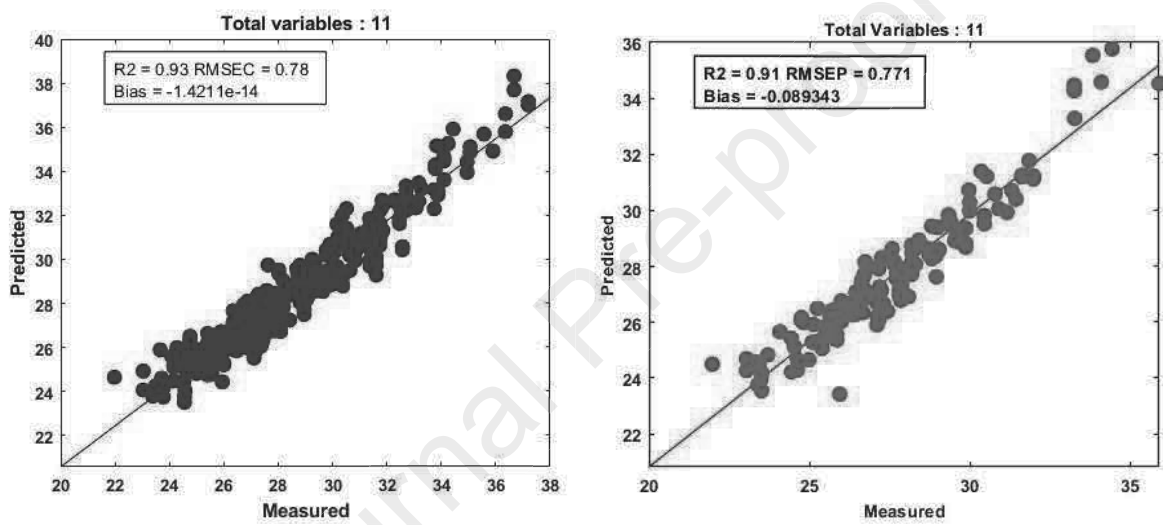 Total variables : 11
R2 = 0.93 RMSEC = 0.78
Bias = -1.4211e-14
40
38
36
34
32
30
28
26
24
22
Predicted
20 22 24 26 28 30 32 34 36 38
Measured
Total Variables : 11
R2 = 0.91 RMSEP = 0.771
Bias = -0.089343
36
34
32
30
28
26
24
22
Predicted
20 25 30 35
Measured
urnal Pre-proo